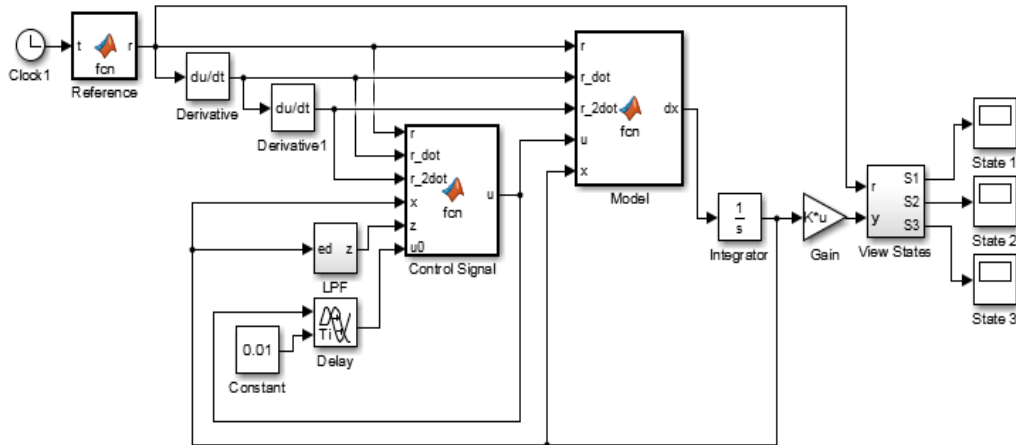 t
r
fcn
Clock1
Reference
du/dt
Derivative
du/dt
Derivative1
r
r_dot
r_2dot
x
z
u0
u
fcn
Control Signal
ed
z
LPF
Ti
Delay
0.01
Constant
r
r_dot
r_2dot
u
x
dx
fcn
Model
1
s
Integrator
K*u
Gain
r
y
S1
S2
S3
View States
State 1
State 2
State 3